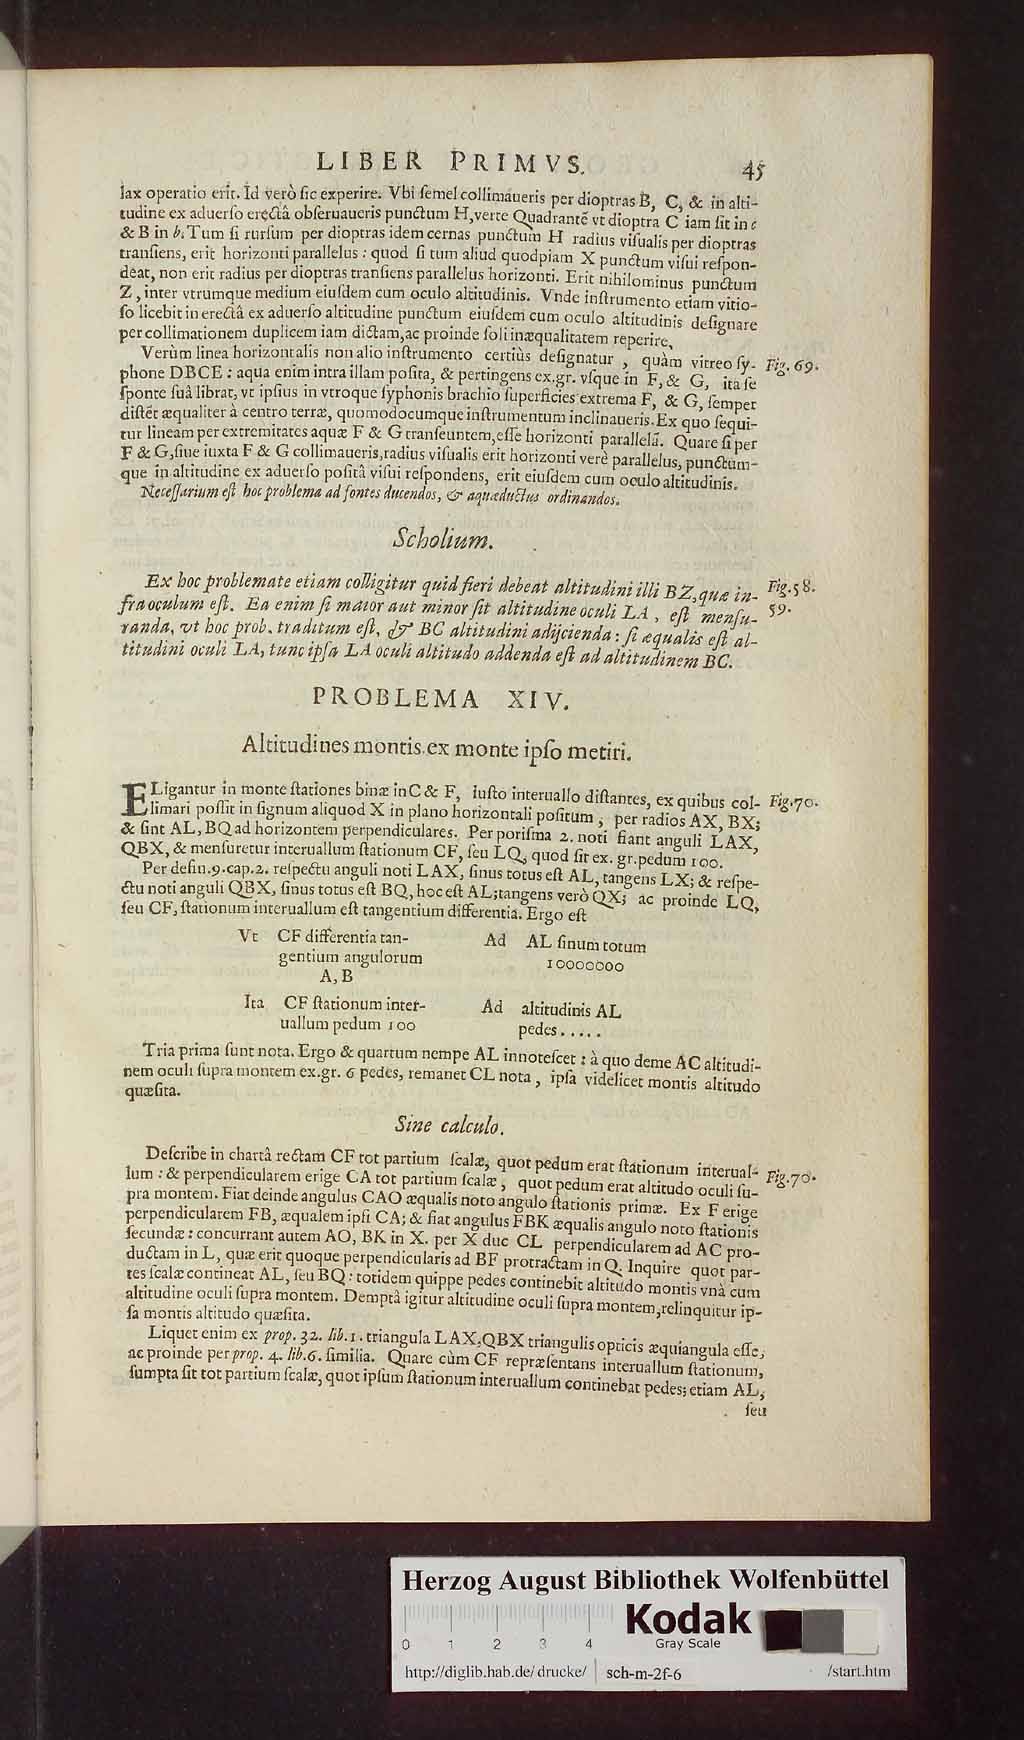 LIBER PRIMVS. 45
lax operatio erit. Id verò ſic experire. Vbi ſemel collimaueris per dioptras B, C, & in alti-
tudine ex aduerſo erectâ obſeruaueris punctum H, verte Quadrantē vt dioptra C iam ſit in c
& B in b. Tum ſi rurſum per dioptras idem cernas punctum H radius viſualis per dioptras
tranſiens, erit horizonti parallelus : quod ſi tum aliud quodpiam X punctum viſui reſpon-
deat, non erit radius per dioptras tranſiens parallelus horizonti. Erit nihilominus punctum
Z, inter vtrumque medium eiuſdem cum oculo altitudinis. Vnde inſtrumento etiam vitio-
ſo licebit in erectâ ex aduerſo altitudine punctum eiuſdem cum oculo altitudinis deſignare
per collimationem duplicem iam dictam, ac proinde ſoli inæqualitatem reperire.
Verùm linea horizontalis non alio inſtrumento certiùs deſignatur , quàm vitreo ſy- Fig. 69.
phone DBCE : aqua enim intra illam poſita, & pertingens ex. gr. vſque in F, & G, ita ſe
ſponte ſuâ librat, vt ipſius in vtroque ſyphonis brachio ſuperficies extrema F, & G, ſemper
diſtēt æqualiter à centro terræ, quomodocumque inſtrumentum inclinaueris. Ex quo ſequi-
tur lineam per extremitates aquæ F & G tranſeuntem, eſſe horizonti parallelā. Quare ſi per
F & G, ſiue iuxta F & G collimaueris, radius viſualis erit horizonti verè parallelus, punctum-
que in altitudine ex aduerſo poſitâ viſui reſpondens, erit eiuſdem cum oculo altitudinis.
Neceſſarium eſt hoc problema ad fontes ducendos, & aquæductus ordinandos.
Scholium.
Ex hoc problemate etiam colligitur quid fieri debeat altitudini illi BZ, quæ in- Fig. 58.
fra oculum eſt. Ea enim ſi maior aut minor ſit altitudine oculi LA , eſt menſu- 59.
randa, vt hoc prob. traditum eſt, & BC altitudini adijcienda : ſi æqualis eſt al-
titudini oculi LA, tunc ipſa LA oculi altitudo addenda eſt ad altitudinem BC.
PROBLEMA XIV.
Altitudines montis ex monte ipſo metiri.
ELigantur in monte ſtationes binæ in C & F, iuſto interuallo diſtantes, ex quibus col- Fig. 70.
limari poſſit in ſignum aliquod X in plano horizontali poſitum , per radios AX, BX;
& ſint AL, BQ ad horizontem perpendiculares. Per poriſma 2. noti fiant anguli LAX,
QBX, & menſuretur interuallum ſtationum CF, ſeu LQ, quod ſit ex. gr. pedum 100.
Per defin. 9. cap. 2. reſpectu anguli noti LAX, ſinus totus eſt AL, tangens LX; & reſpe-
ctu noti anguli QBX, ſinus totus eſt BQ, hoc eſt AL; tangens verò QX; ac proinde LQ,
ſeu CF, ſtationum interuallum eſt tangentium differentia. Ergo eſt
Vt CF differentia tan- Ad AL ſinum totum
gentium angulorum 10000000
A, B
Ita CF ſtationum inter- Ad altitudinis AL
uallum pedum 100 pedes . . . . .
Tria prima ſunt nota. Ergo & quartum nempe AL innoteſcet : à quo deme AC altitudi-
nem oculi ſupra montem ex. gr. 6 pedes, remanet CL nota , ipſa videlicet montis altitudo
quæſita.
Sine calculo.
Deſcribe in chartâ rectam CF tot partium ſcalæ, quot pedum erat ſtationum interual- Fig. 70.
lum : & perpendicularem erige CA tot partium ſcalæ , quot pedum erat altitudo oculi ſu-
pra montem. Fiat deinde angulus CAO æqualis noto angulo ſtationis primæ. Ex F erige
perpendicularem FB, æqualem ipſi CA; & fiat angulus FBK æqualis angulo noto ſtationis
ſecundæ : concurrant autem AO, BK in X. per X duc CL perpendicularem ad AC pro-
ductam in L, quæ erit quoque perpendicularis ad BF protractam in Q. Inquire quot par-
tes ſcalæ contineat AL, ſeu BQ : totidem quippe pedes continebit altitudo montis vnà cum
altitudine oculi ſupra montem. Demptâ igitur altitudine oculi ſupra montem, relinquitur ip-
ſa montis altitudo quæſita.
Liquet enim ex prop. 32. lib. 1. triangula LAX, QBX triangulis opticis æquiangula eſſe,
ac proinde per prop. 4. lib. 6. ſimilia. Quare cùm CF repræſentans interuallum ſtationum,
ſumpta ſit tot partium ſcalæ, quot ipſum ſtationum interuallum continebat pedes; etiam AL,
ſeu
Herzog August Bibliothek Wolfenbüttel
0 1 2 3 4
Kodak
Gray Scale
http://diglib.hab.de/drucke/ sch-m-2f-6 /start.htm